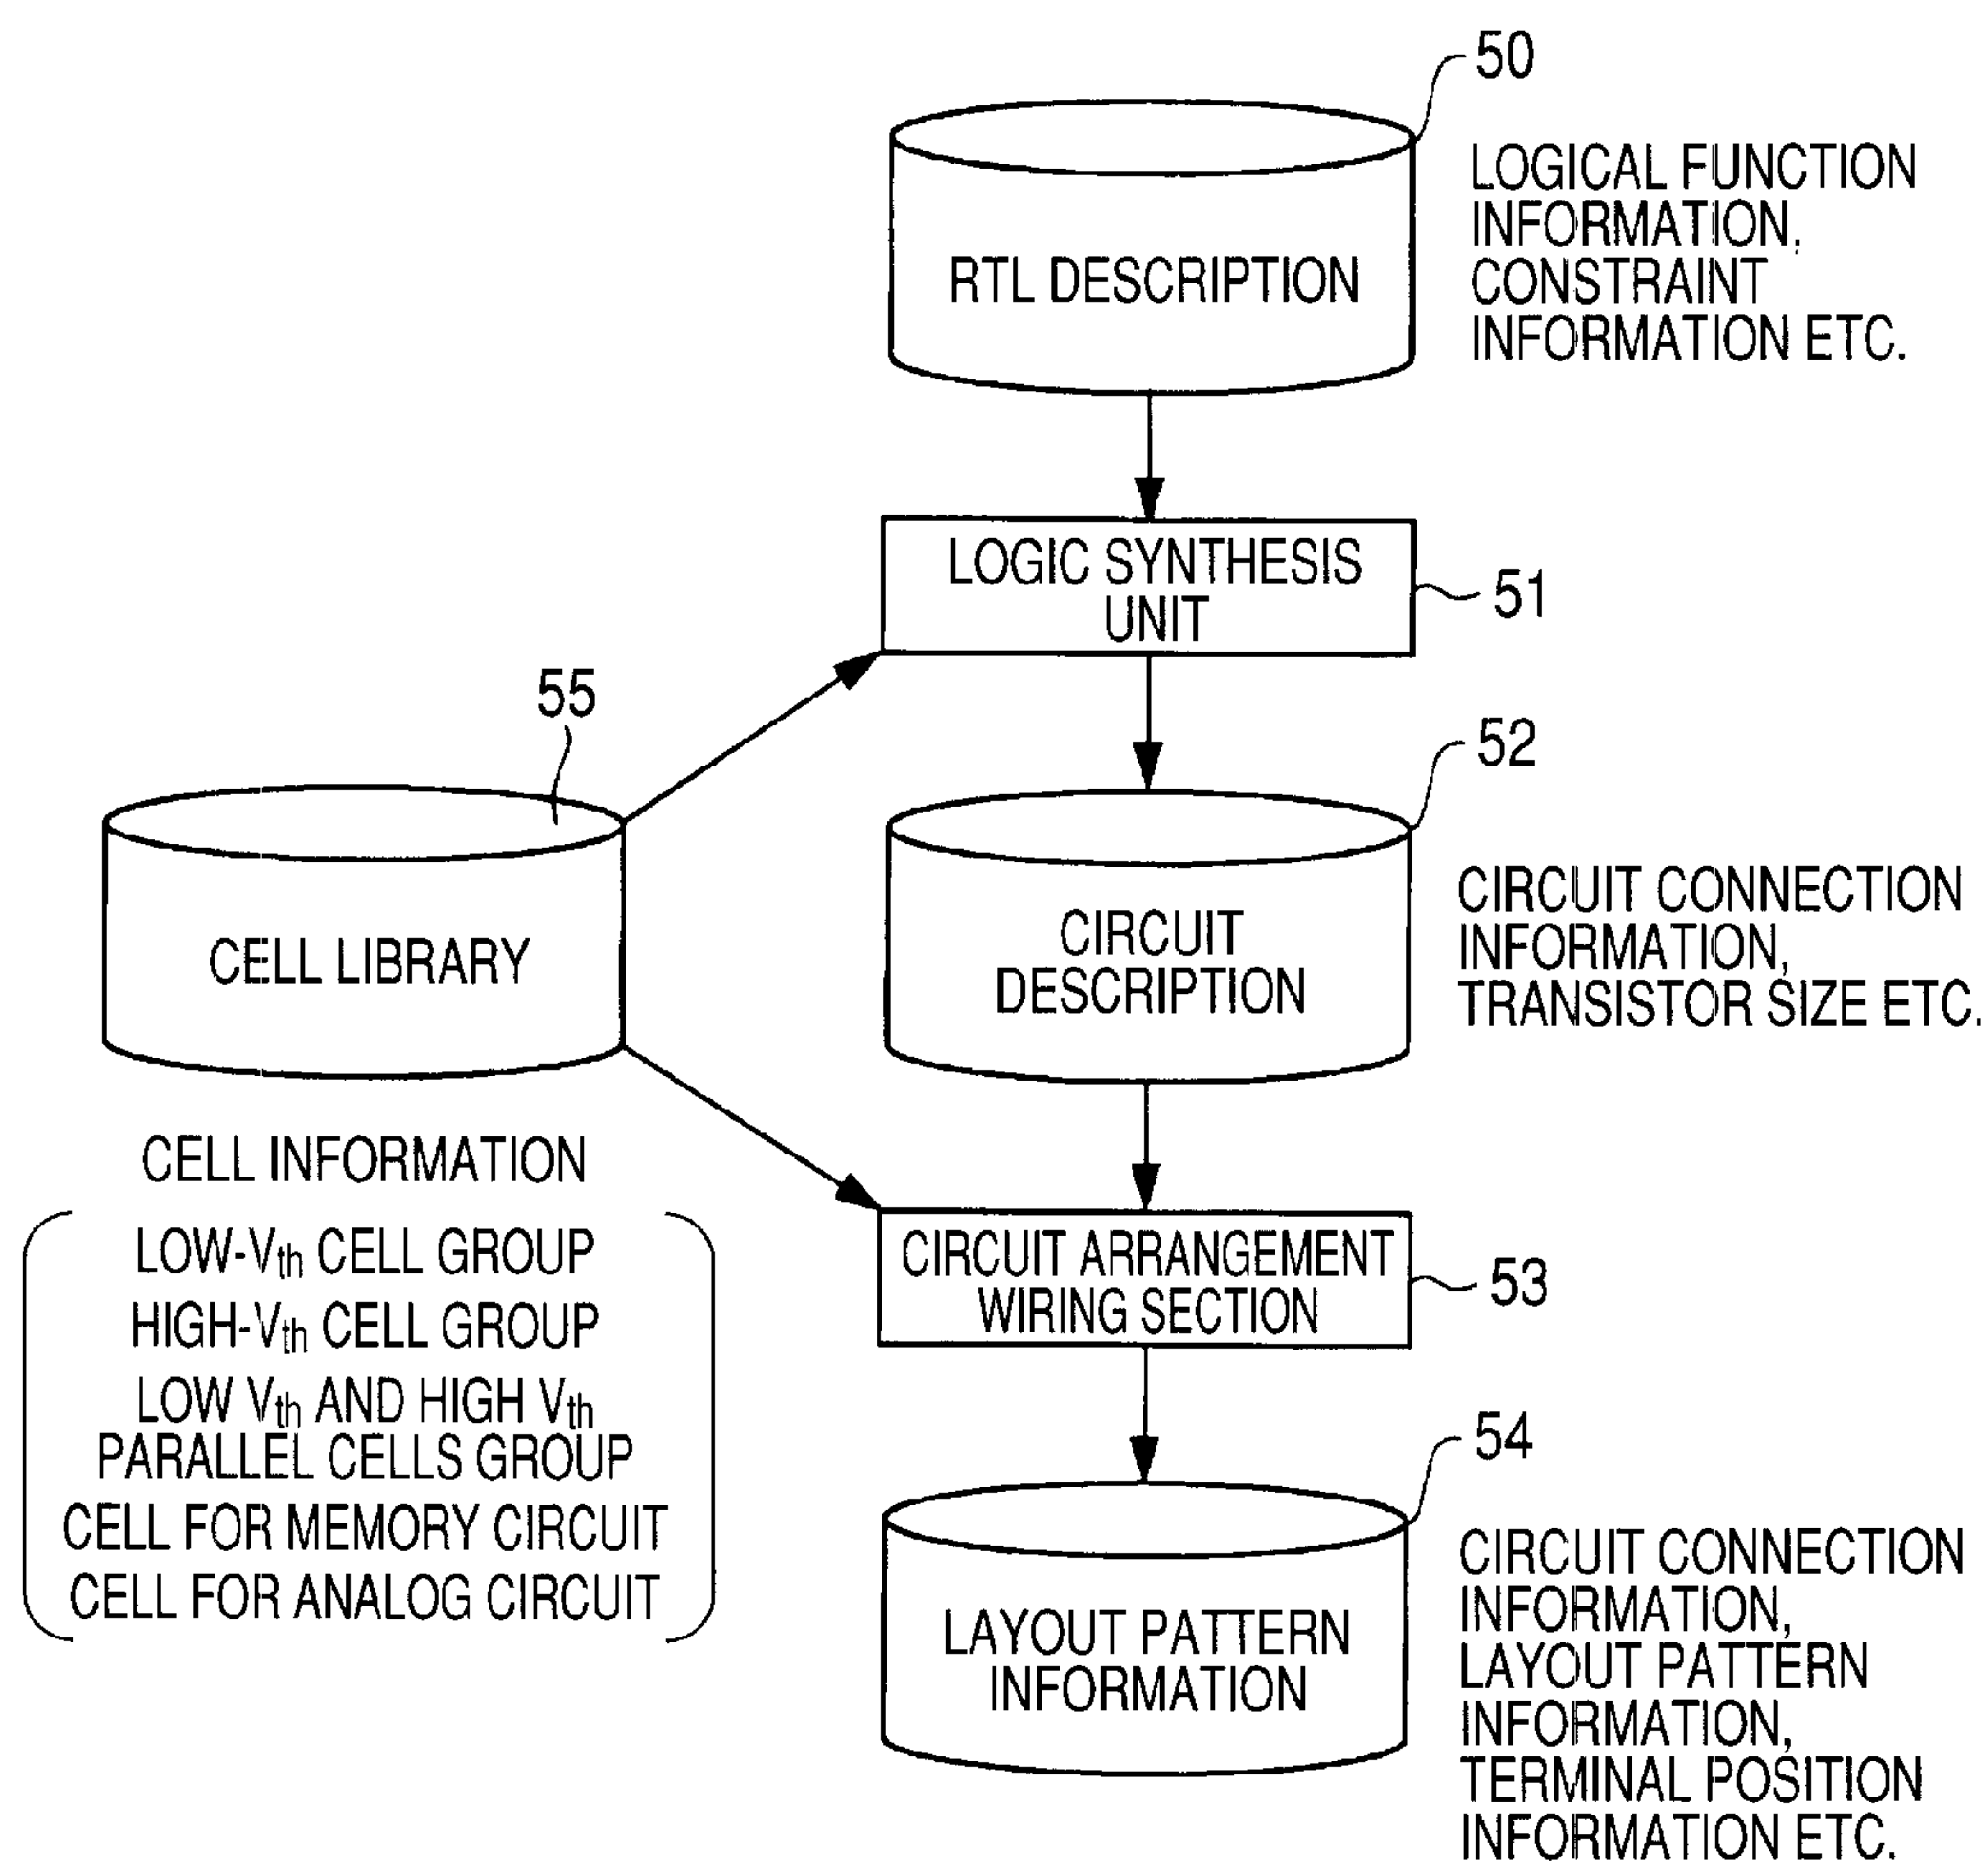 50
LOGICAL FUNCTION
INFORMATION,
CONSTRAINT
INFORMATION ETC.
RTL DESCRIPTION
LOGIC SYNTHESIS
UNIT
51
55
52
CELL LIBRARY
CIRCUIT
DESCRIPTION
CIRCUIT CONNECTION
INFORMATION,
TRANSISTOR SIZE ETC.
CELL INFORMATION
LOW-Vth CELL GROUP
HIGH-Vth CELL GROUP
LOW Vth AND HIGH Vth
PARALLEL CELLS GROUP
CELL FOR MEMORY CIRCUIT
CELL FOR ANALOG CIRCUIT
CIRCUIT ARRANGEMENT
WIRING SECTION
53
54
LAYOUT PATTERN
INFORMATION
CIRCUIT CONNECTION
INFORMATION,
LAYOUT PATTERN
INFORMATION,
TERMINAL POSITION
INFORMATION ETC.